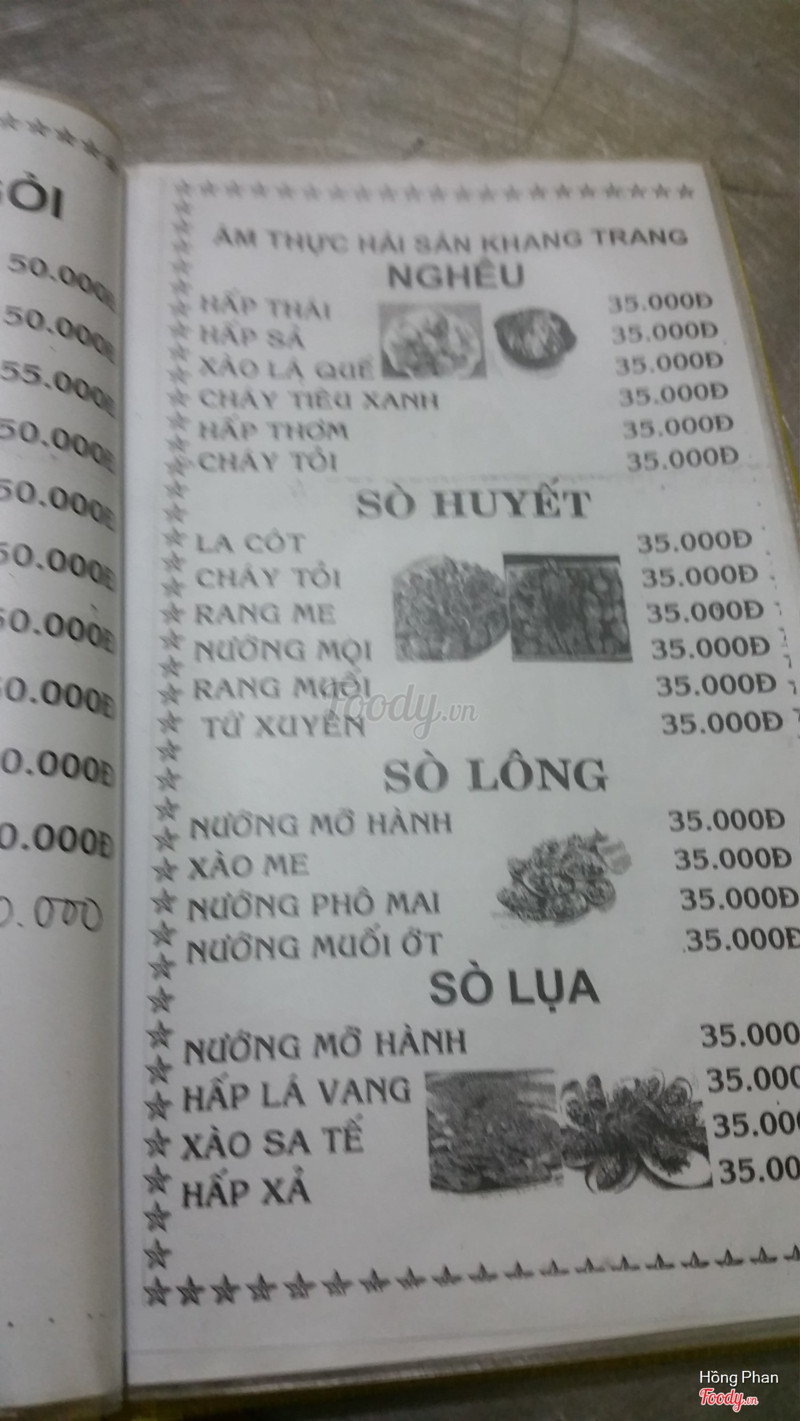 ỎI
50.000Đ
50.000Đ
55.000Đ
50.000Đ
50.000Đ
50.000Đ
50.000Đ
0.000Đ
0.000Đ
0.000Đ
0.000
ẨM THỰC HẢI SẢN KHANG TRANG
NGHÊU
HẤP THÁI 35.000Đ
HẤP SẢ 35.000Đ
XÀO LÁ QUẾ 35.000Đ
CHÁY TIÊU XANH 35.000Đ
HẤP THƠM 35.000Đ
CHÁY TỎI 35.000Đ
SÒ HUYẾT
LA CÓT 35.000Đ
CHÁY TỎI 35.000Đ
RANG ME 35.000Đ
NƯỚNG MỌI 35.000Đ
RANG MUỐI 35.000Đ
TỨ XUYÊN 35.000Đ
foody.vn
SÒ LÔNG
NƯỚNG MỠ HÀNH 35.000Đ
XÀO ME 35.000Đ
NƯỚNG PHÔ MAI 35.000Đ
NƯỚNG MUỐI ỚT 35.000Đ
SÒ LỤA
NƯỚNG MỠ HÀNH 35.000
HẤP LÁ VANG 35.000
XÀO SA TẾ 35.000
HẤP XẢ 35.00
Hồng Phan
Foody.vn